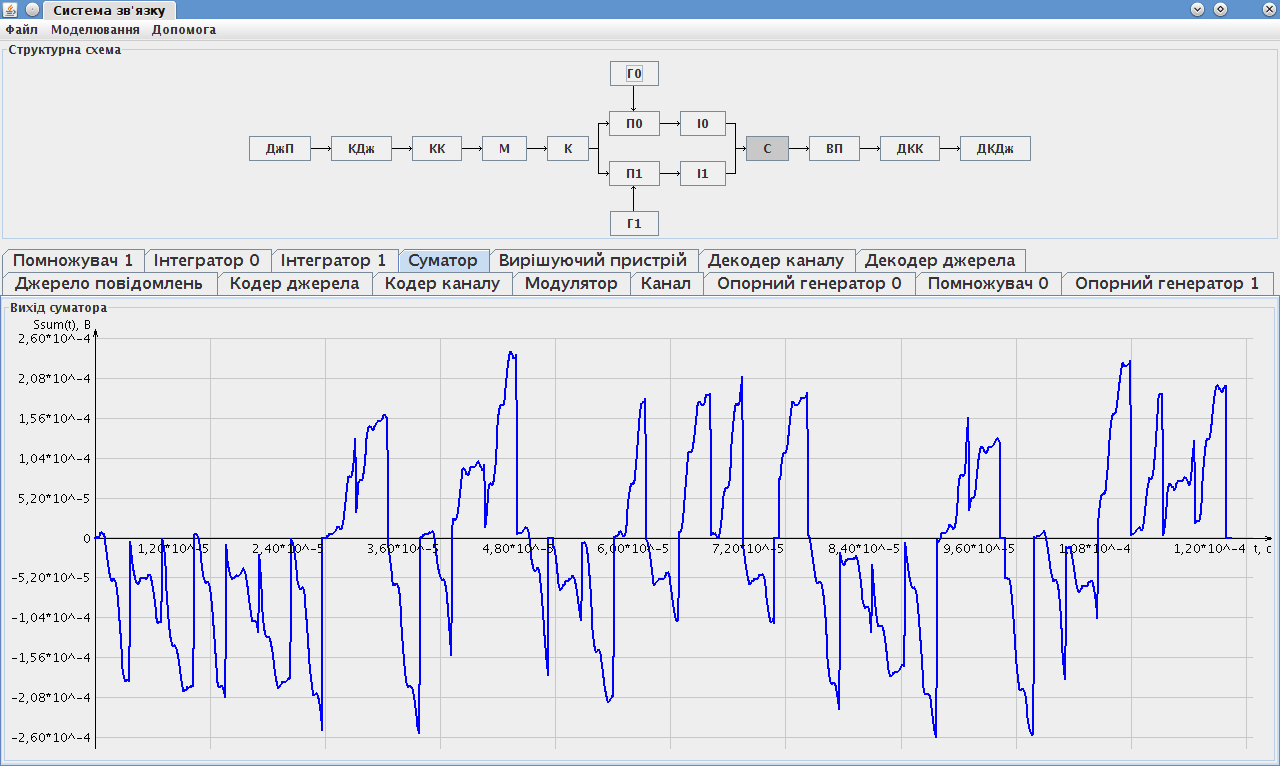 Система зв'язку
Файл Моделювання Допомога
Структурна схема
Г0
П0 І0
ДжП КДж КК М К С ВП ДКК ДКДж
П1 І1
Г1
Помножувач 1 Інтегратор 0 Інтегратор 1 Суматор Вирішуючий пристрій Декодер каналу Декодер джерела
Джерело повідомлень Кодер джерела Кодер каналу Модулятор Канал Опорний генератор 0 Помножувач 0 Опорний генератор 1
Вихід суматора
Ssum(t), В
2,60*10^-4
2,08*10^-4
1,56*10^-4
1,04*10^-4
5,20*10^-5
0
1,20*10^-5 2,40*10^-5 3,60*10^-5 4,80*10^-5 6,00*10^-5 7,20*10^-5 8,40*10^-5 9,60*10^-5 1,08*10^-4 1,20*10^-4 t, с
-5,20*10^-5
-1,04*10^-4
-1,56*10^-4
-2,08*10^-4
-2,60*10^-4